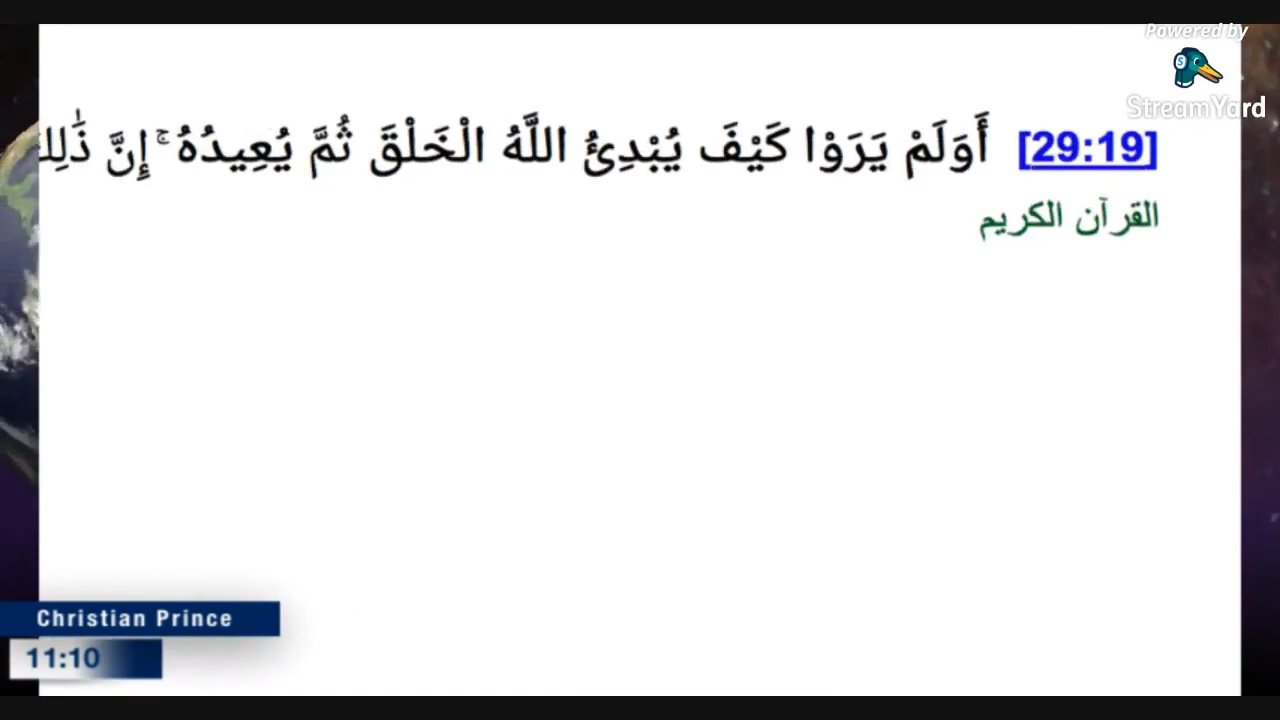 Powered by
StreamYard
[29:19] أَوَلَمْ يَرَوْا كَيْفَ يُبْدِئُ اللَّهُ الْخَلْقَ ثُمَّ يُعِيدُهُ ۚ إِنَّ
القرآن الكريم
Christian Prince
11:10